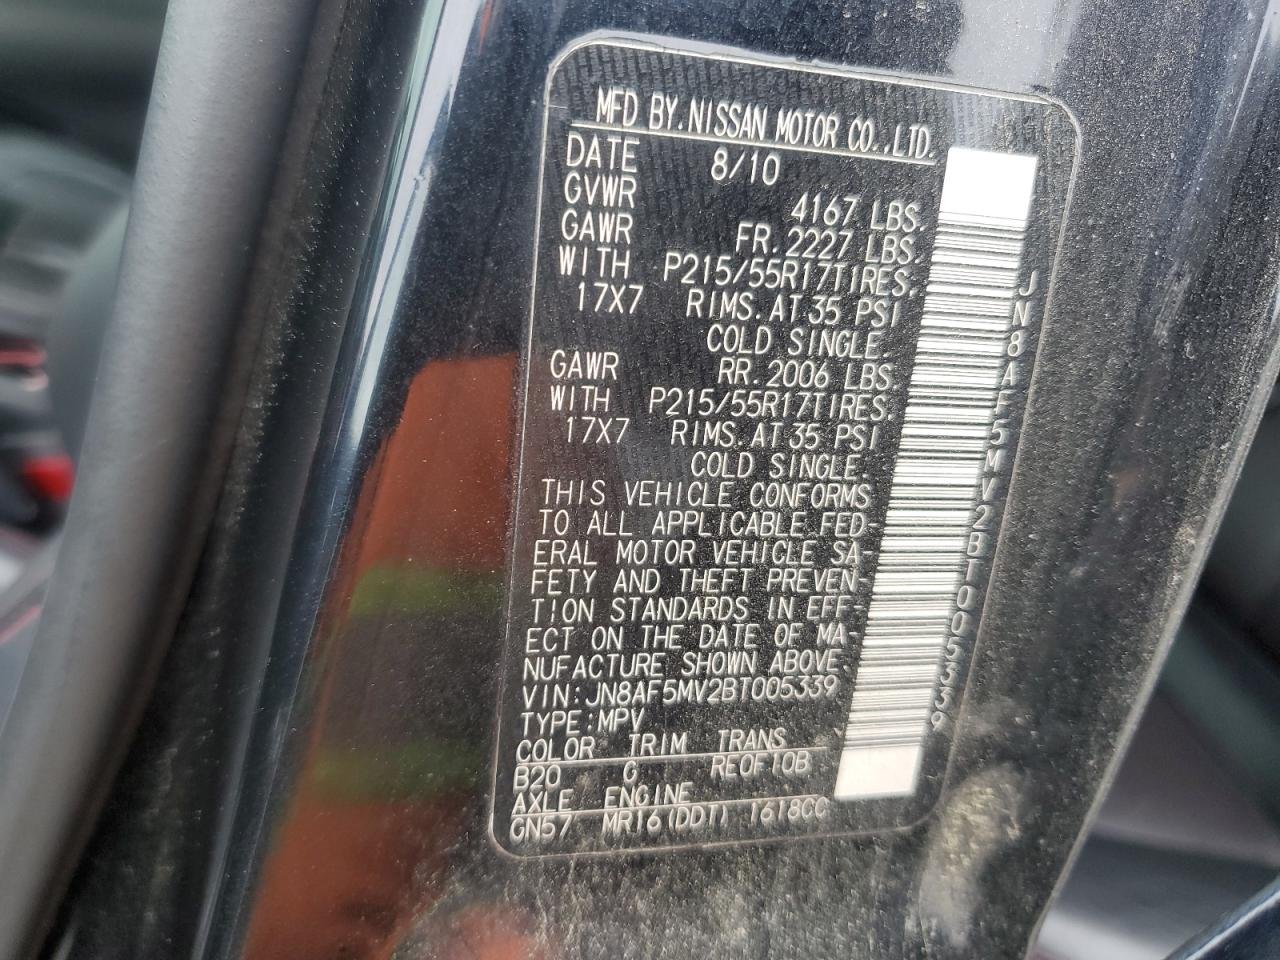 MFD BY. NISSAN MOTOR CO.,LTD.
DATE 8/10
GVWR 4167 LBS.
GAWR FR. 2227 LBS.
WITH P215/55R17TIRES.
17X7 RIMS. AT 35 PSI
COLD SINGLE.
GAWR RR. 2006 LBS.
WITH P215/55R17TIRES.
17X7 RIMS. AT 35 PSI
COLD SINGLE.
THIS VEHICLE CONFORMS
TO ALL APPLICABLE FED-
ERAL MOTOR VEHICLE SA-
FETY AND THEFT PREVEN-
TION STANDARDS IN EFF-
ECT ON THE DATE OF MA-
NUFACTURE SHOWN ABOVE.
VIN:JN8AF5MV2BT005339
TYPE:MPV
COLOR TRIM TRANS
B20 G RE0F10B
AXLE ENGINE
GN57 MR16(DDT) 1618CC
JN8AF5MV2BT005339